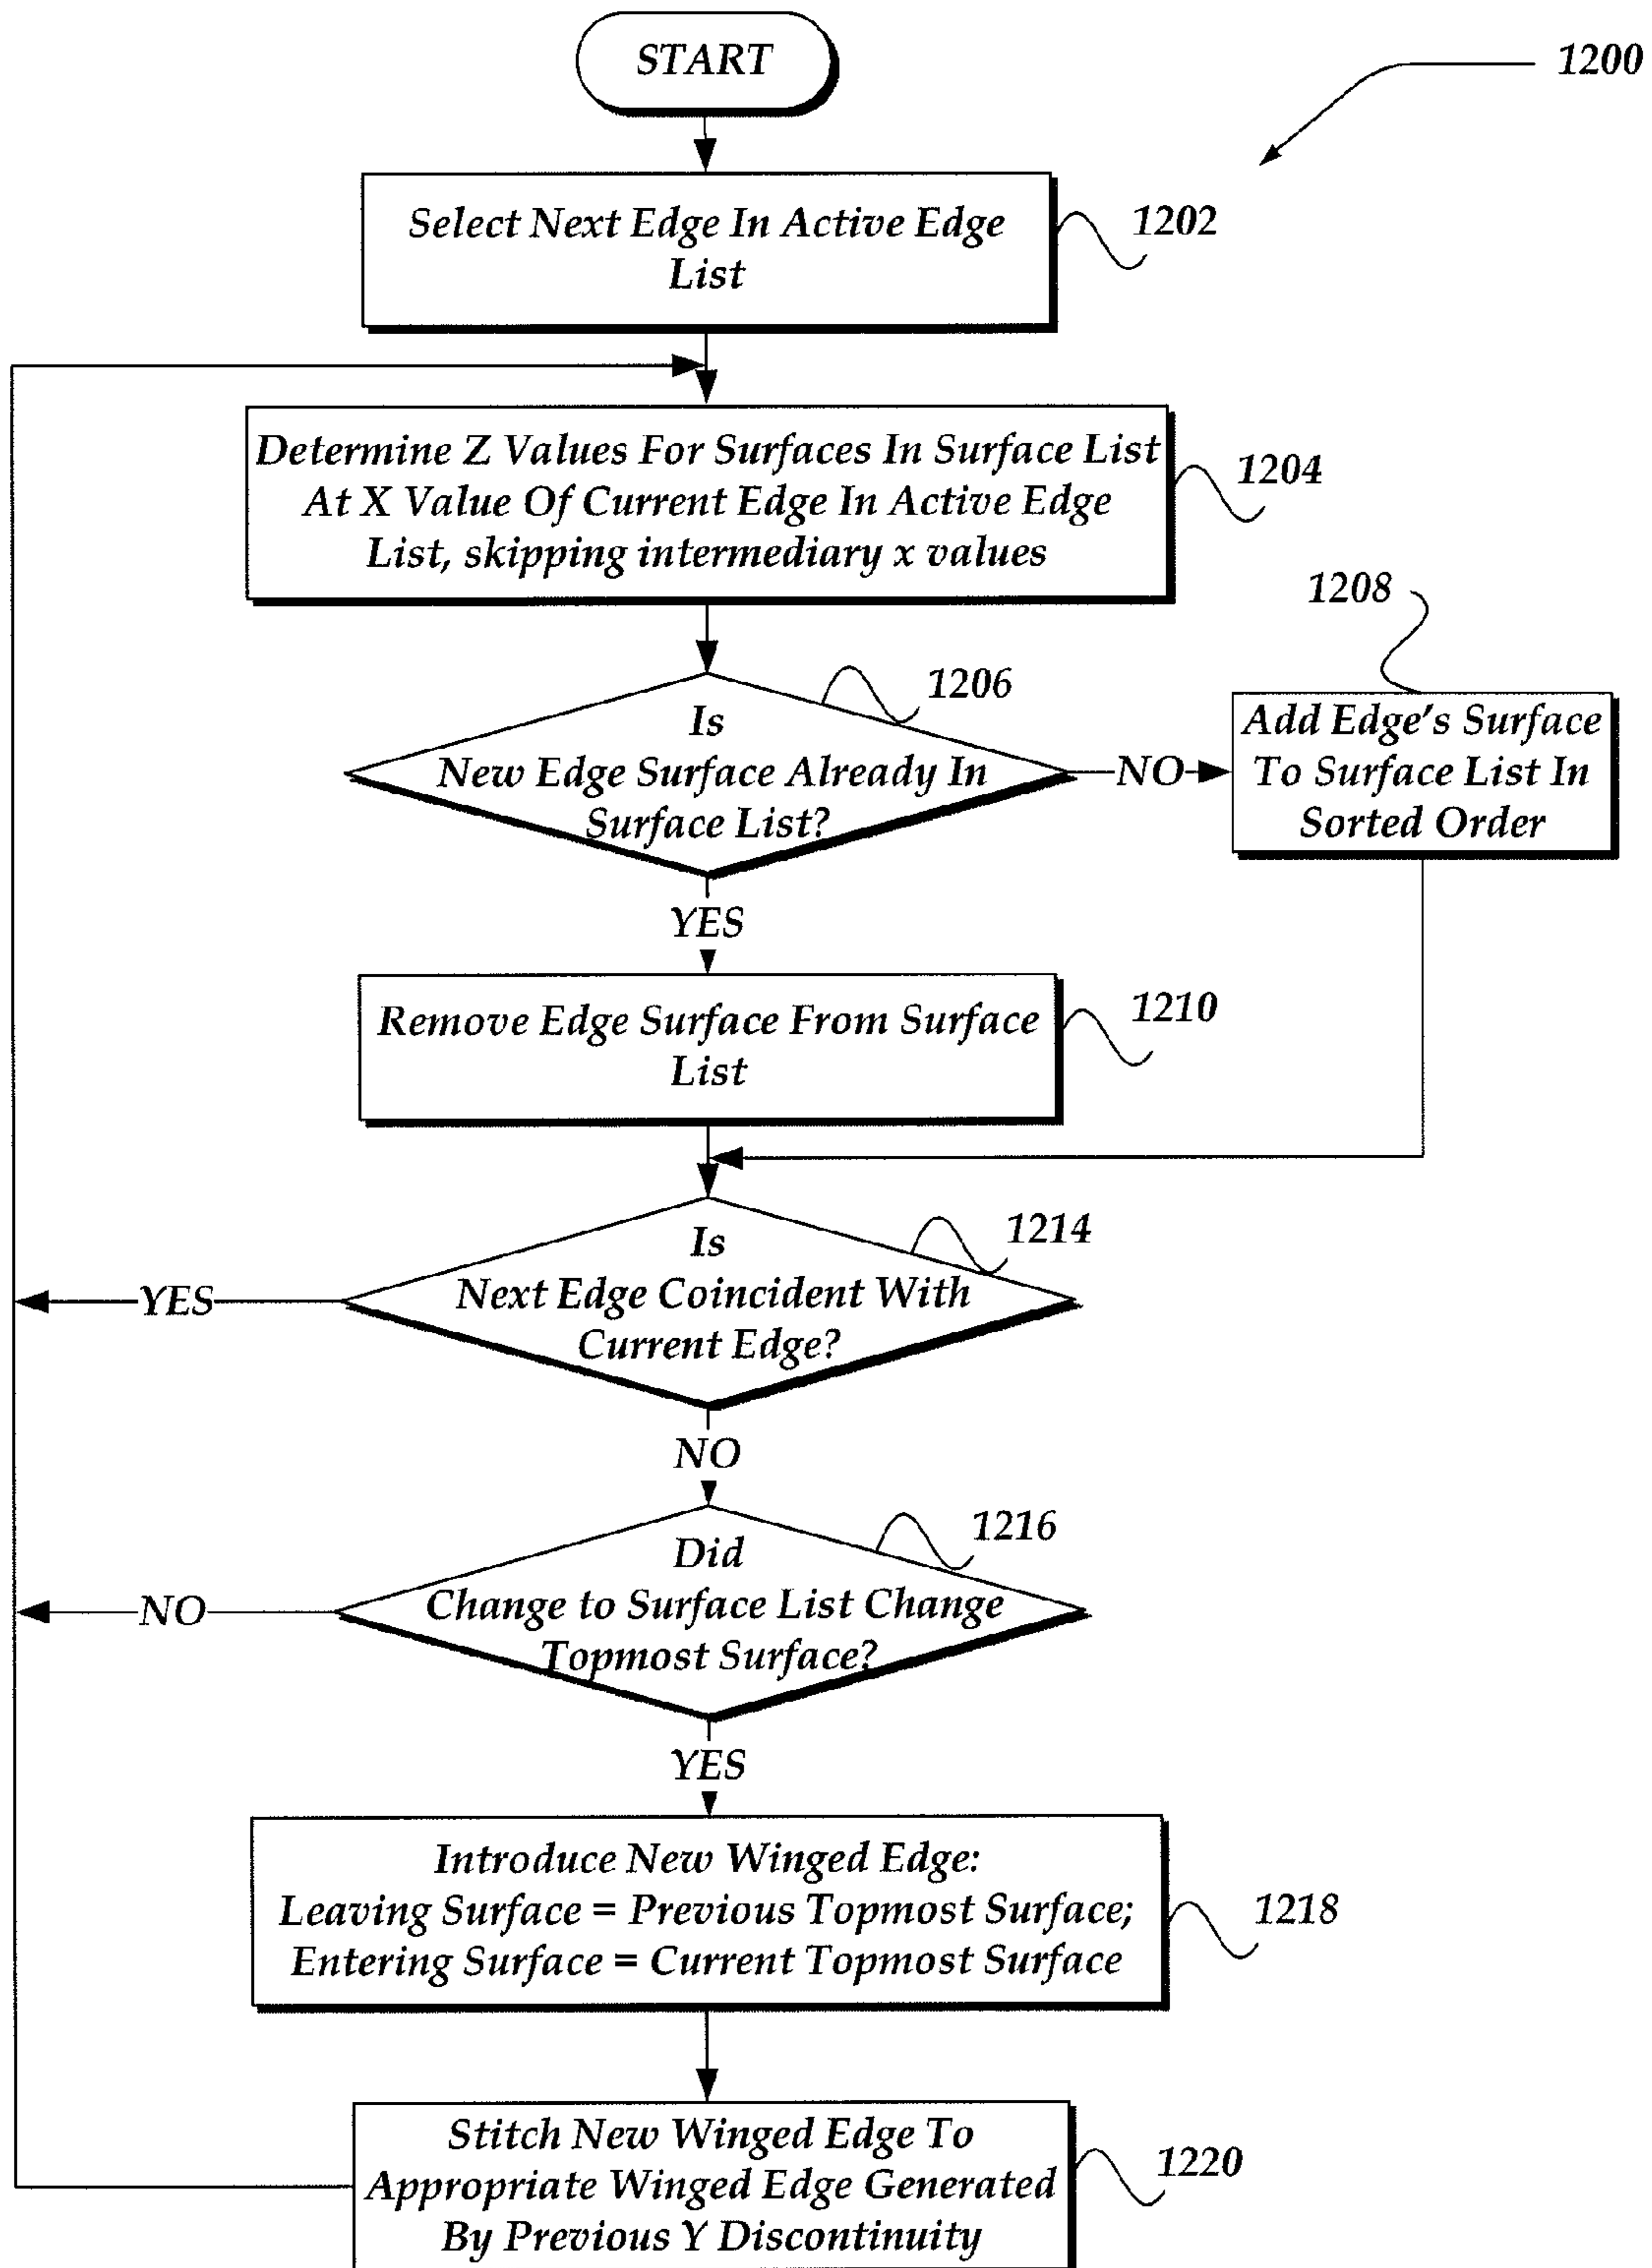 START
1200
Select Next Edge In Active Edge
List
1202
Determine Z Values For Surfaces In Surface List
At X Value Of Current Edge In Active Edge
List, skipping intermediary x values
1204
1208
1206
Is
New Edge Surface Already In
Surface List?
NO
Add Edge's Surface
To Surface List In
Sorted Order
YES
Remove Edge Surface From Surface
List
1210
1214
Is
Next Edge Coincident With
Current Edge?
YES
NO
1216
Did
Change to Surface List Change
Topmost Surface?
NO
YES
Introduce New Winged Edge:
Leaving Surface = Previous Topmost Surface;
Entering Surface = Current Topmost Surface
1218
Stitch New Winged Edge To
Appropriate Winged Edge Generated
By Previous Y Discontinuity
1220